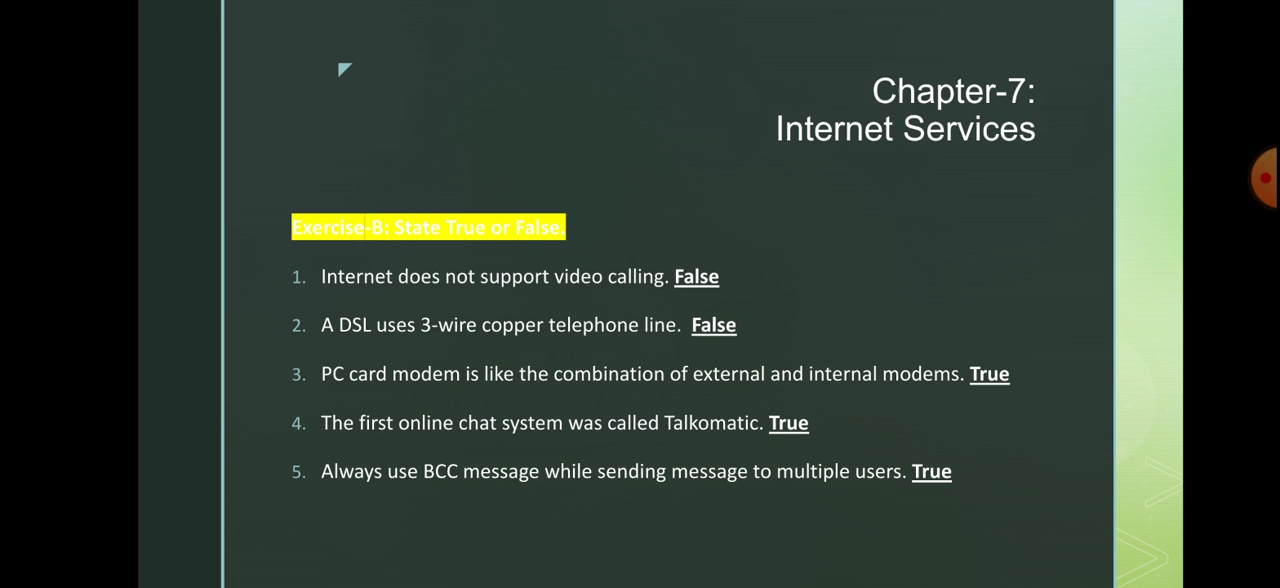 Chapter-7:
Internet Services
Exercise-B: State True or False.
1. Internet does not support video calling. False
2. A DSL uses 3-wire copper telephone line. False
3. PC card modem is like the combination of external and internal modems. True
4. The first online chat system was called Talkomatic. True
5. Always use BCC message while sending message to multiple users. True